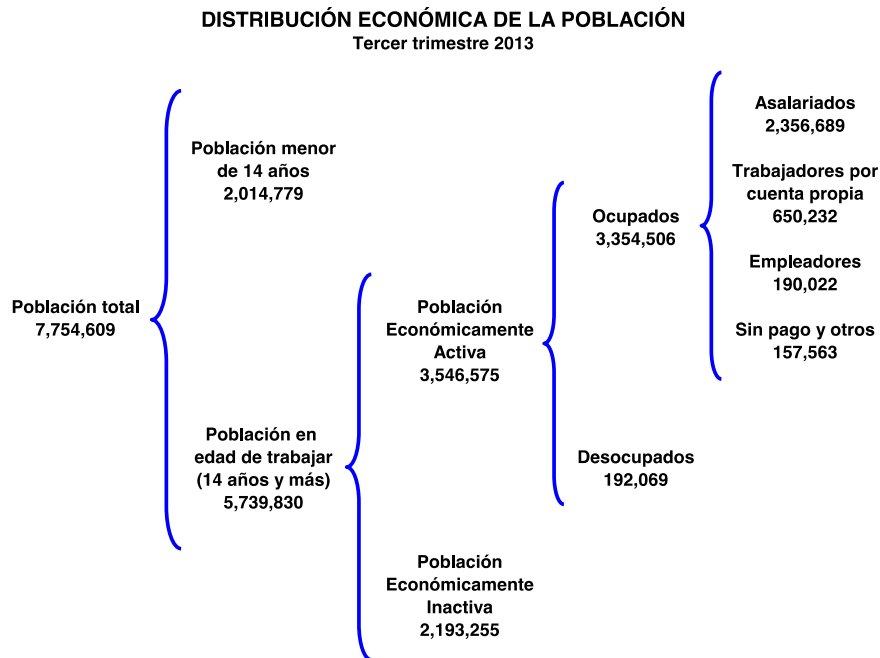 DISTRIBUCIÓN ECONÓMICA DE LA POBLACIÓN
Tercer trimestre 2013
Población total
7,754,609
Población menor
de 14 años
2,014,779
Población en
edad de trabajar
(14 años y más)
5,739,830
Población
Económicamente
Activa
3,546,575
Población
Económicamente
Inactiva
2,193,255
Ocupados
3,354,506
Desocupados
192,069
Asalariados
2,356,689
Trabajadores por
cuenta propia
650,232
Empleadores
190,022
Sin pago y otros
157,563